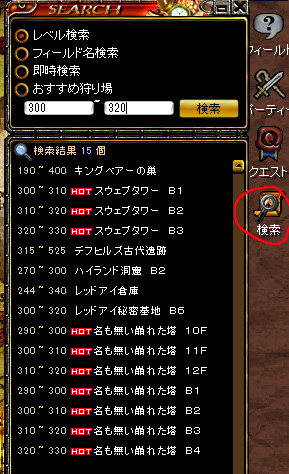 SEARCH
レベル検索
フィールド名検索
即時検索
おすすめ狩り場
300 ~ 320 検索
検索結果 15 個
190 ~ 400 キングベアーの巣
300 ~ 310 HOT スウェブタワー B1
310 ~ 320 HOT スウェブタワー B2
320 ~ 330 HOT スウェブタワー B3
315 ~ 525 デフヒルズ古代遺跡
270 ~ 300 ハイランド洞窟 B2
244 ~ 340 レッドアイ倉庫
300 ~ 320 レッドアイ秘密基地 B6
290 ~ 300 HOT 名も無い崩れた塔 10F
300 ~ 310 HOT 名も無い崩れた塔 11F
310 ~ 320 HOT 名も無い崩れた塔 12F
290 ~ 300 HOT 名も無い崩れた塔 B1
300 ~ 310 HOT 名も無い崩れた塔 B2
310 ~ 320 HOT 名も無い崩れた塔 B3
320 ~ 330 HOT 名も無い崩れた塔 B4
フィールド
パーティー
クエスト
検索